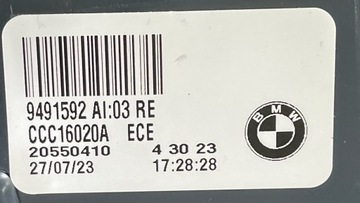 9491592 AI:03 RE
CCC16020A ECE
20550410 4 30 23
27/07/23 17:28:28
BMW